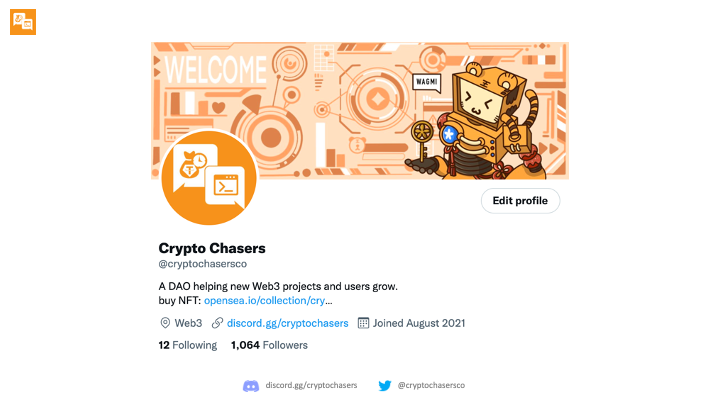 WELCOME
WAGMI
Edit profile
Crypto Chasers
@cryptochasersco
A DAO helping new Web3 projects and users grow.
buy NFT: opensea.io/collection/cry...
Web3 discord.gg/cryptochasers Joined August 2021
12 Following 1,064 Followers
discord.gg/cryptochasers @cryptochasersco